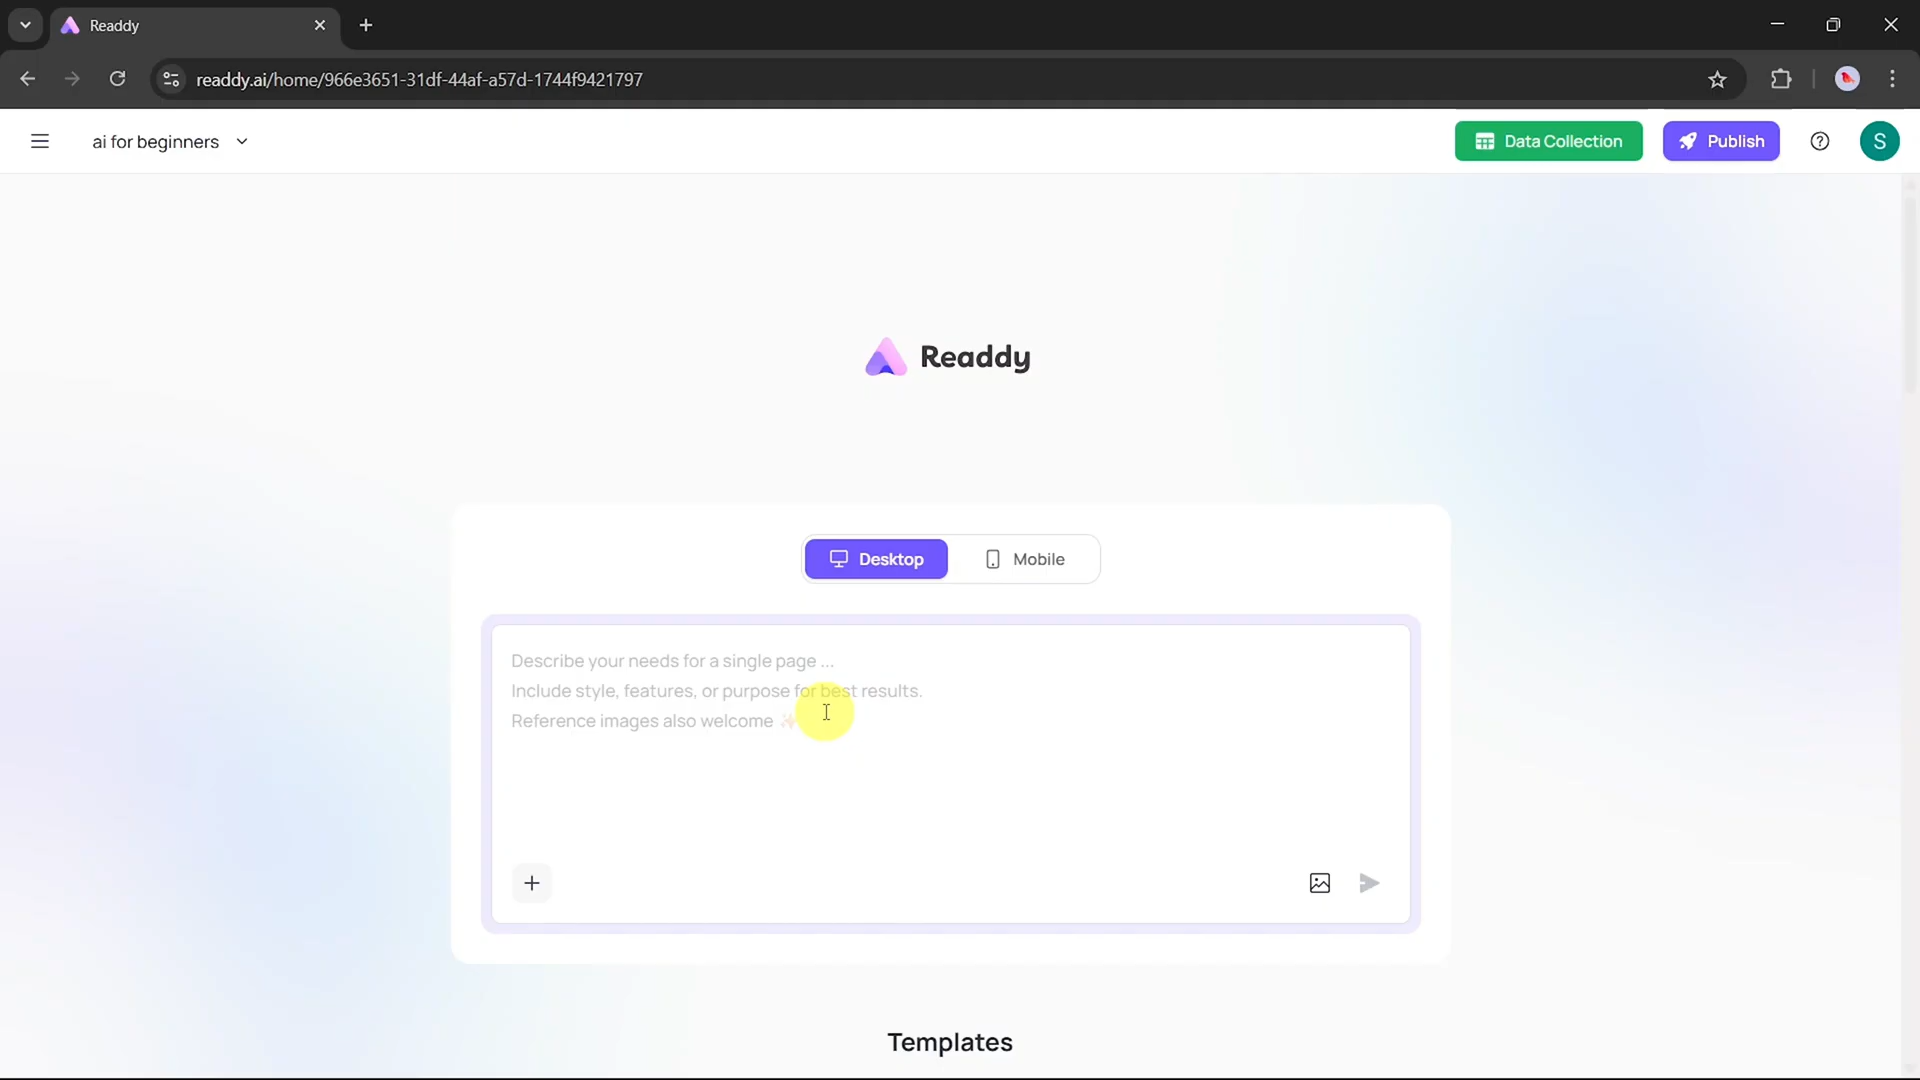 Readdy
readdy.ai/home/966e3651-31df-44af-a57d-1744f9421797
ai for beginners
Data Collection
Publish
S
Readdy
Desktop
Mobile
Describe your needs for a single page ...
Include style, features, or purpose for best results.
Reference images also welcome ✨
Templates